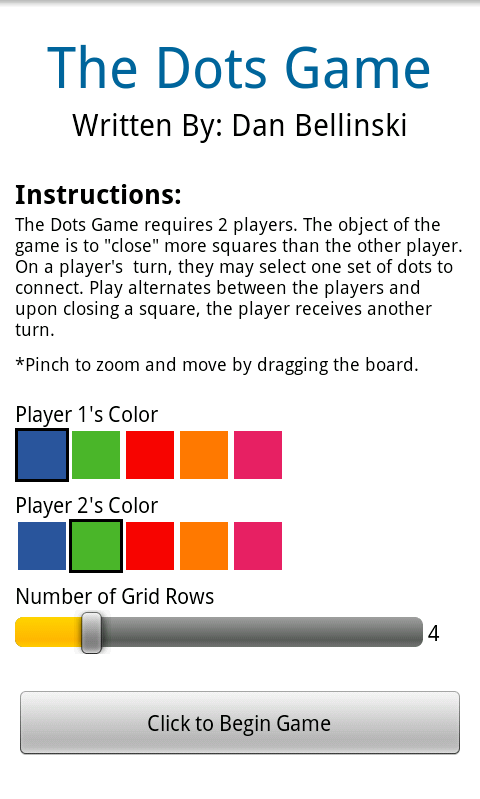 The Dots Game
Written By: Dan Bellinski
Instructions:
The Dots Game requires 2 players. The object of the
game is to "close" more squares than the other player.
On a player's  turn, they may select one set of dots to
connect. Play alternates between the players and
upon closing a square, the player receives another
turn.
*Pinch to zoom and move by dragging the board.
Player 1's Color
Player 2's Color
Number of Grid Rows
4
Click to Begin Game